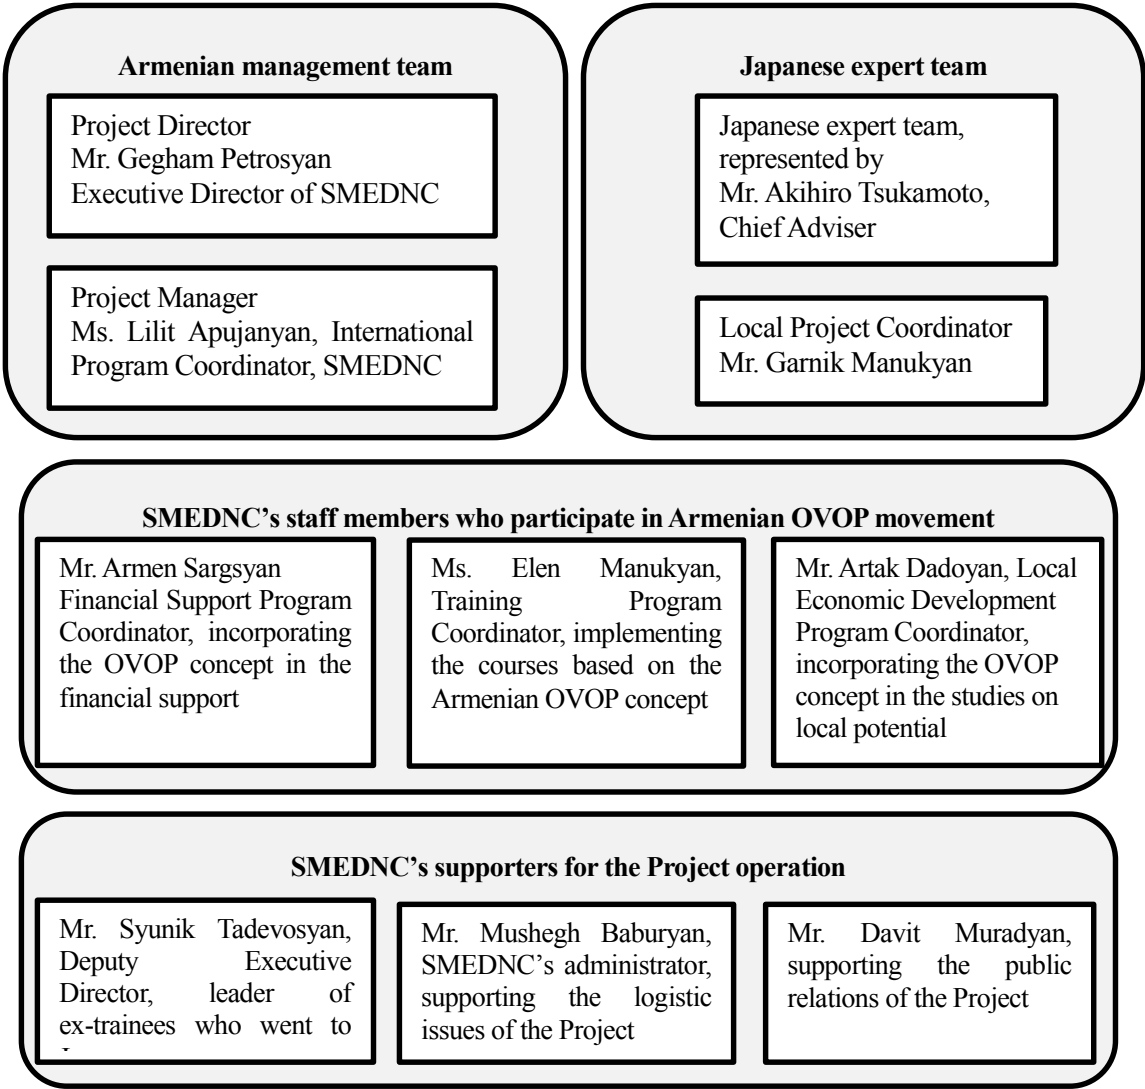 Armenian management team
Project Director
Mr. Gegham Petrosyan
Executive Director of SMEDNC
Project Manager
Ms. Lilit Apujanyan, International
Program Coordinator, SMEDNC
Japanese expert team
Japanese expert team,
represented by
Mr. Akihiro Tsukamoto,
Chief Adviser
Local Project Coordinator
Mr. Garnik Manukyan
SMEDNC’s staff members who participate in Armenian OVOP movement
Mr. Armen Sargsyan
Financial Support Program
Coordinator, incorporating
the OVOP concept in the
financial support
Ms. Elen Manukyan,
Training Program
Coordinator, implementing
the courses based on the
Armenian OVOP concept
Mr. Artak Dadoyan, Local
Economic Development
Program Coordinator,
incorporating the OVOP
concept in the studies on
local potential
SMEDNC’s supporters for the Project operation
Mr. Syunik Tadevosyan,
Deputy Executive
Director, leader of
ex-trainees who went to
Mr. Mushegh Baburyan,
SMEDNC’s administrator,
supporting the logistic
issues of the Project
Mr. Davit Muradyan,
supporting the public
relations of the Project